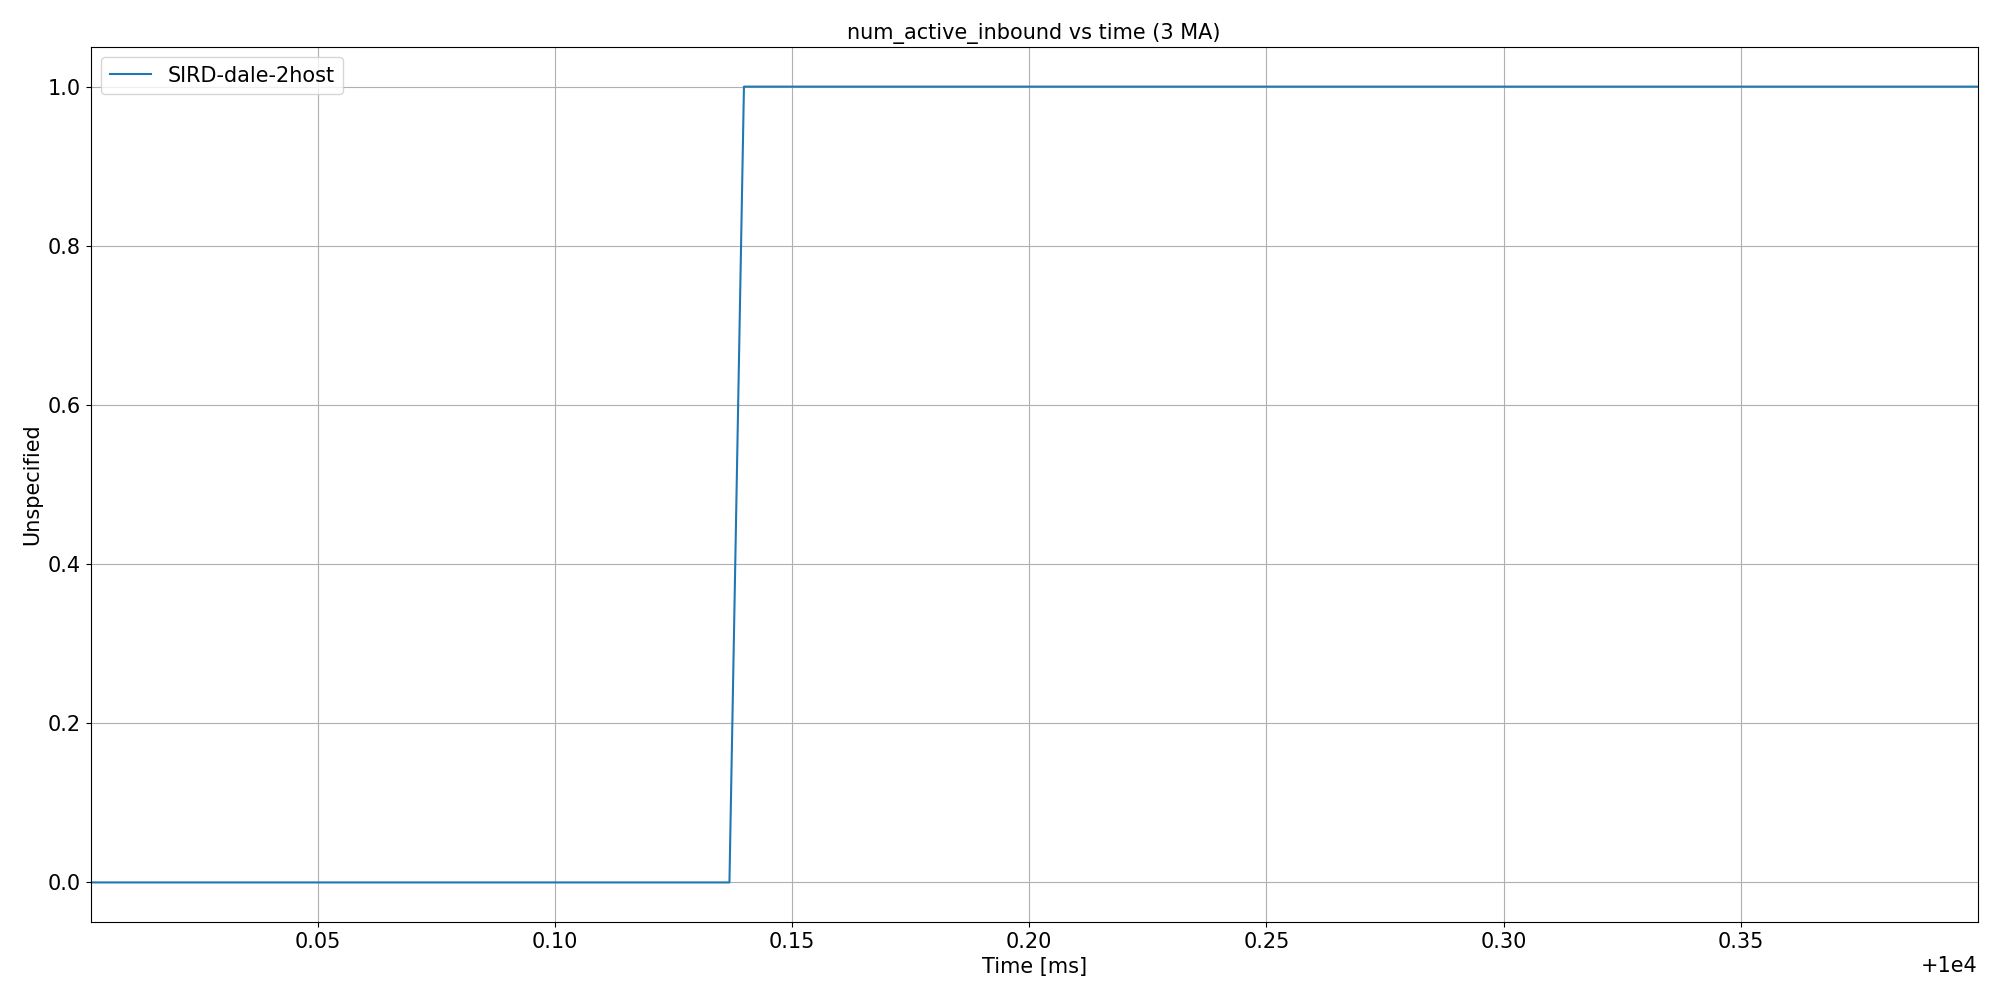 num_active_inbound vs time (3 MA)
SIRD-dale-2host
1.0
0.8
0.6
0.4
0.2
0.0
Unspecified
0.05 0.10 0.15 0.20 0.25 0.30 0.35
Time [ms]
+1e4